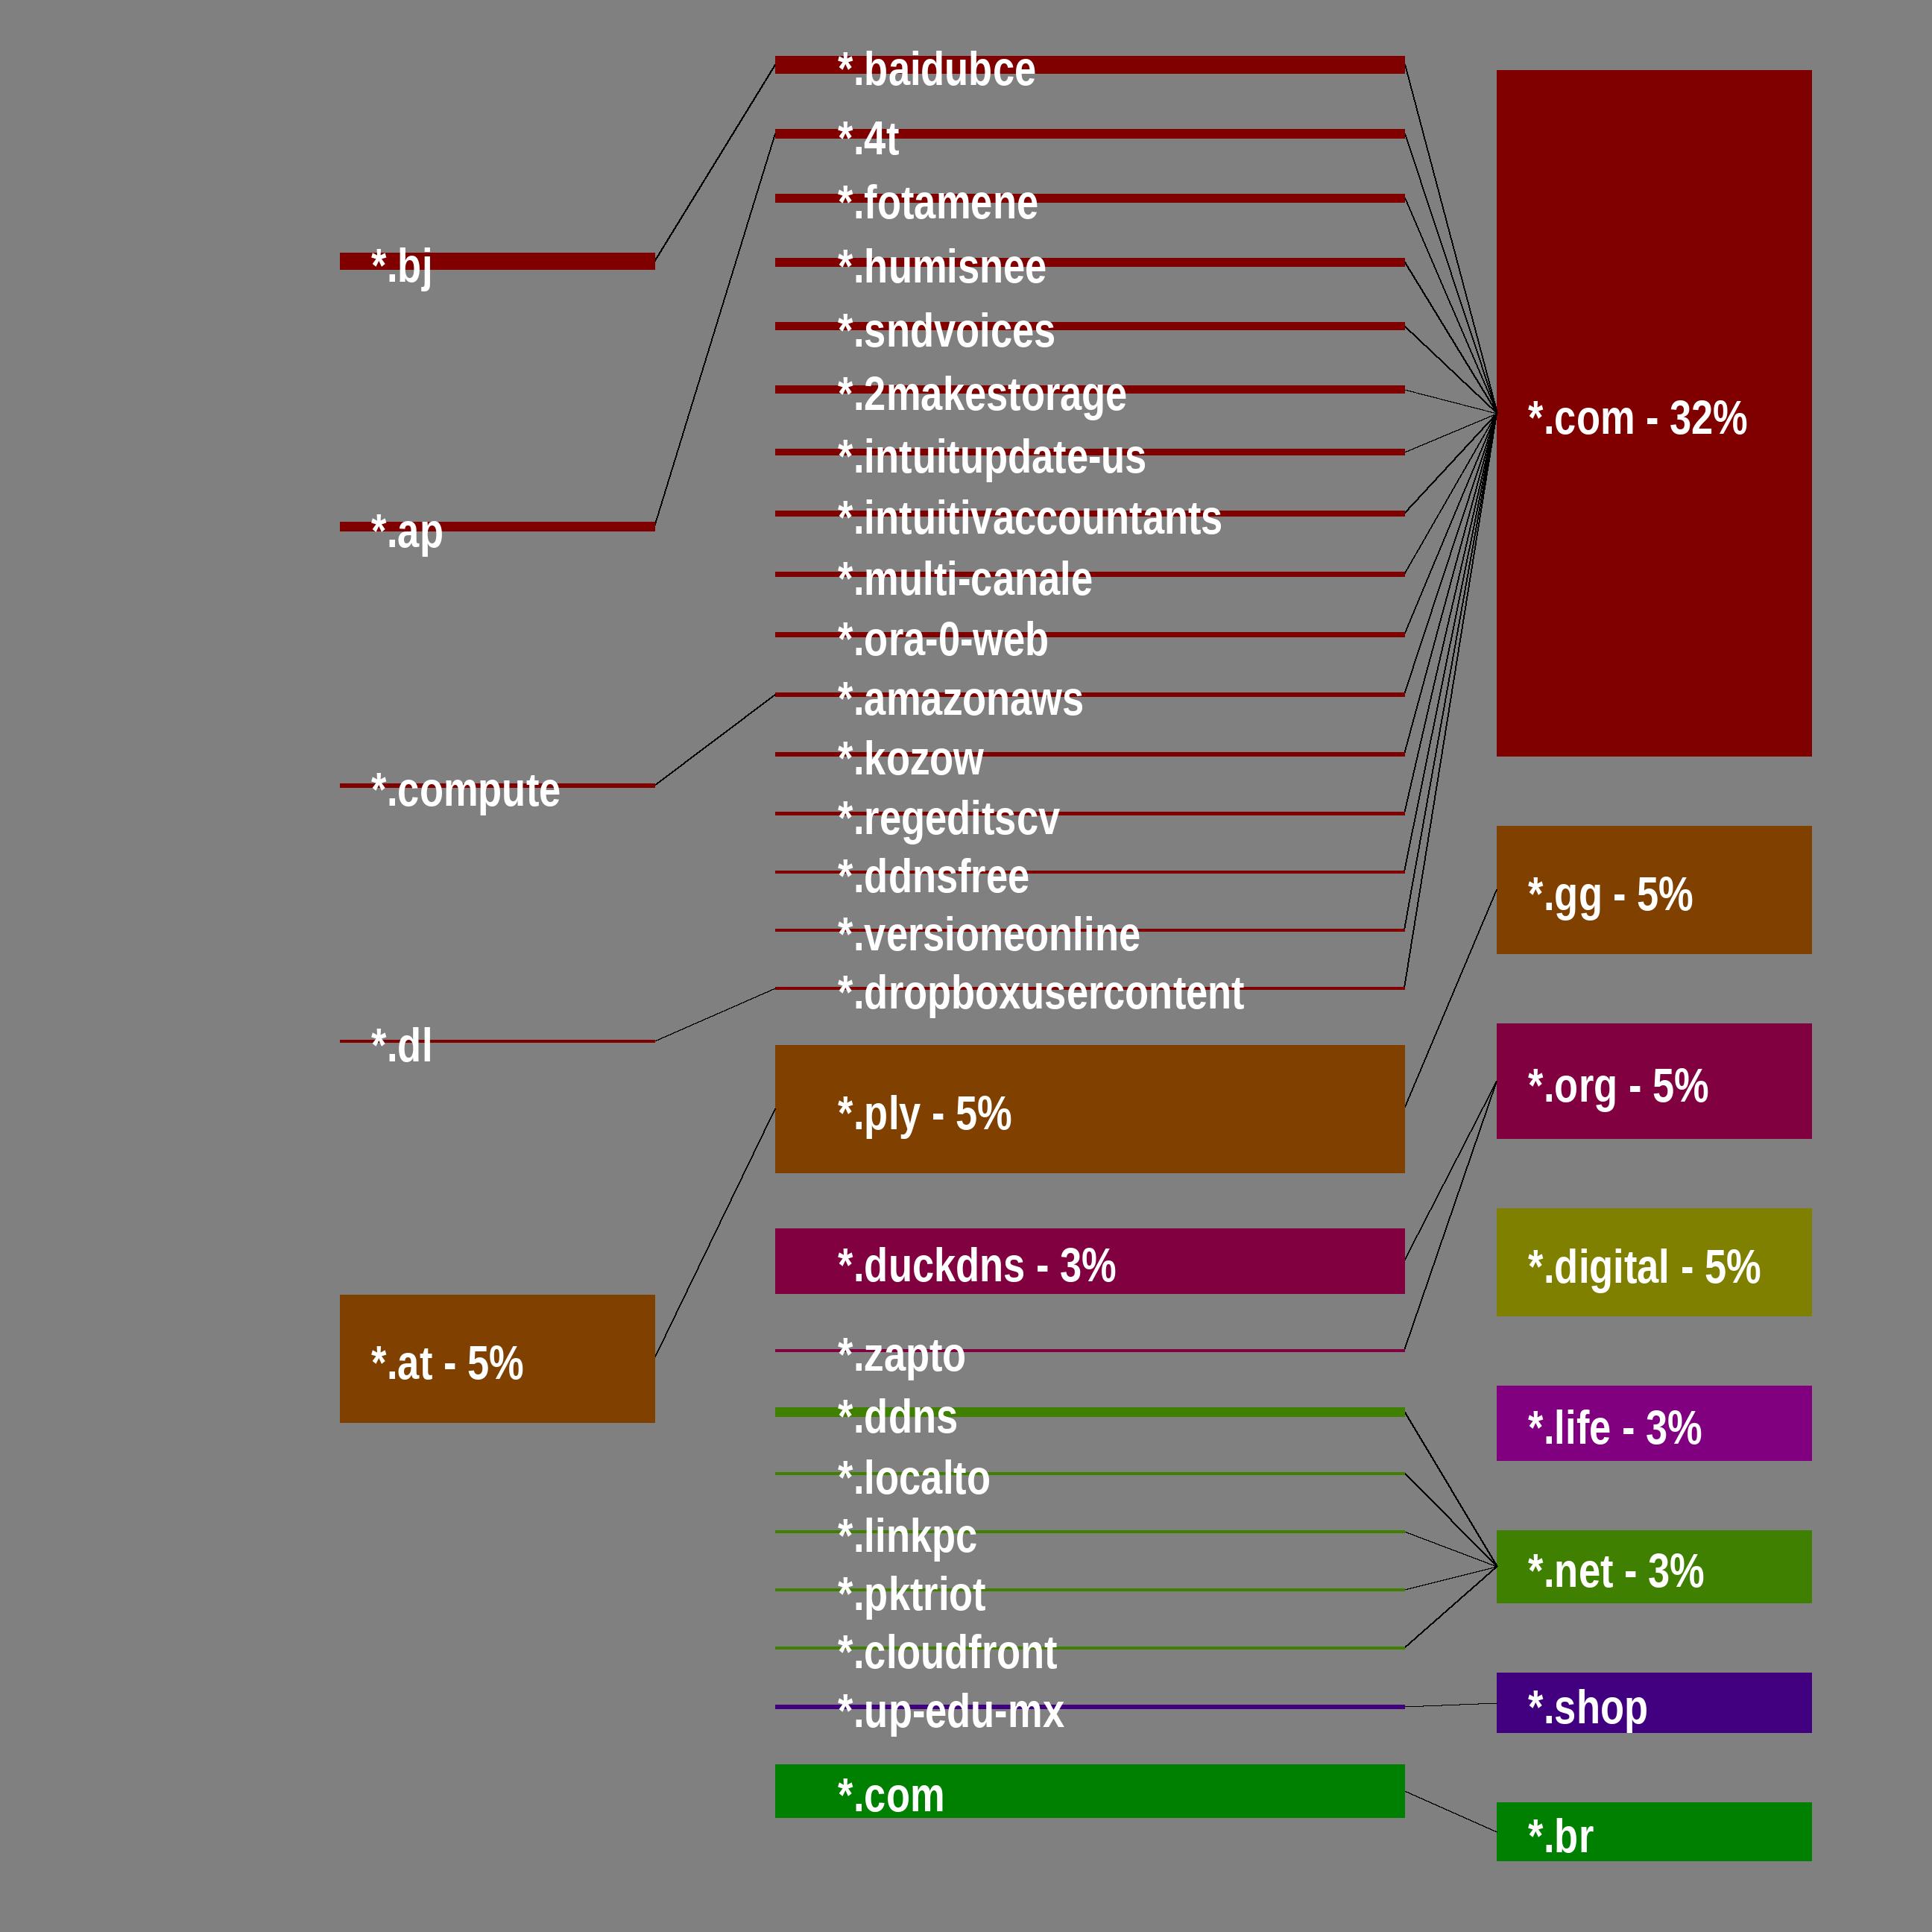 *.bj
*.ap
*.compute
*.dl
*.at - 5%
*.baidubce
*.4t
*.fotamene
*.humisnee
*.sndvoices
*.2makestorage
*.intuitupdate-us
*.intuitivaccountants
*.multi-canale
*.ora-0-web
*.amazonaws
*.kozow
*.regeditscv
*.ddnsfree
*.versioneonline
*.dropboxusercontent
*.ply - 5%
*.duckdns - 3%
*.zapto
*.ddns
*.localto
*.linkpc
*.pktriot
*.cloudfront
*.up-edu-mx
*.com
*.com - 32%
*.gg - 5%
*.org - 5%
*.digital - 5%
*.life - 3%
*.net - 3%
*.shop
*.br